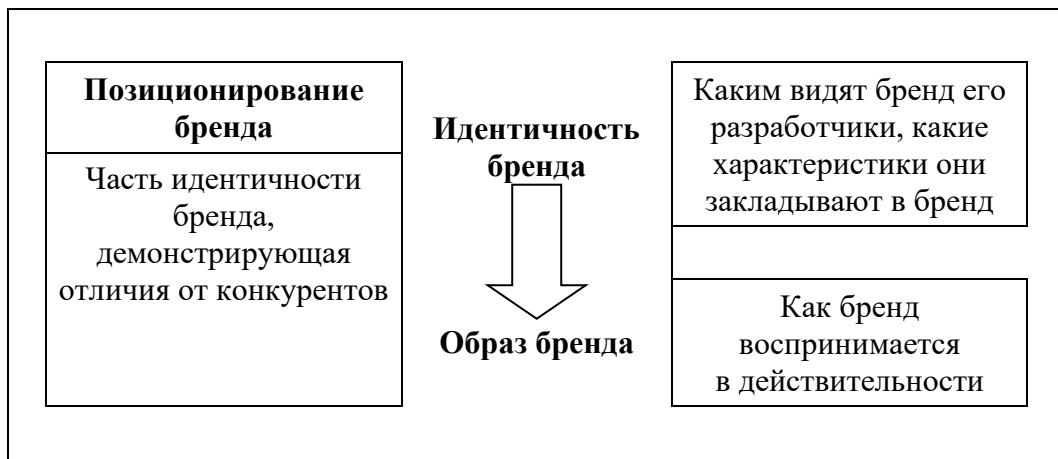 Позиционирование
бренда
Часть идентичности
бренда,
демонстрирующая
отличия от конкурентов
Идентичность
бренда
Образ бренда
Каким видят бренд его
разработчики, какие
характеристики они
закладывают в бренд
Как бренд
воспринимается
в действительности